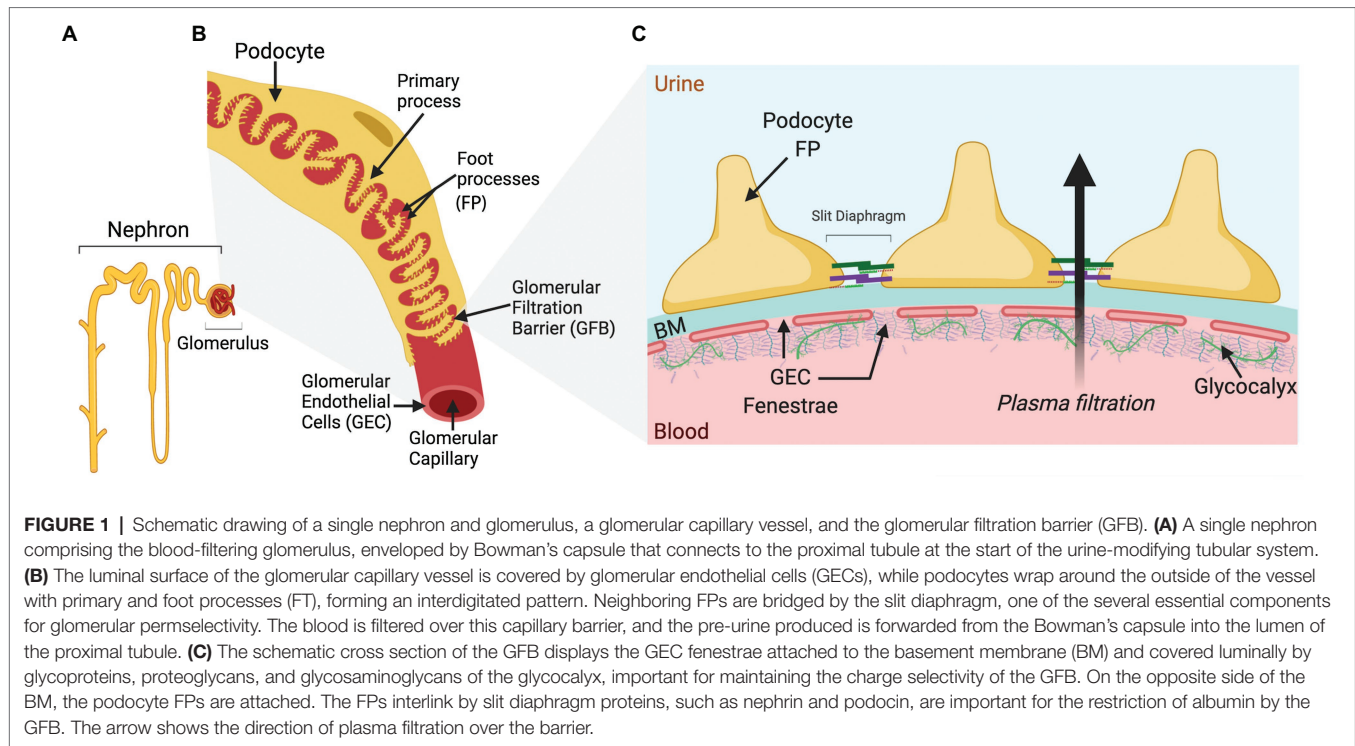 A
B
C
Podocyte
Primary
process
Foot
processes
(FP)
Nephron
Glomerulus
Glomerular
Filtration
Barrier (GFB)
Glomerular
Endothelial
Cells (GEC)
Glomerular
Capillary
Urine
Podocyte
FP
Slit Diaphragm
BM
GEC
Fenestrae
Plasma filtration
Glycocalyx
Blood
FIGURE 1 | Schematic drawing of a single nephron and glomerulus, a glomerular capillary vessel, and the glomerular filtration barrier (GFB). (A) A single nephron
comprising the blood-filtering glomerulus, enveloped by Bowman’s capsule that connects to the proximal tubule at the start of the urine-modifying tubular system.
(B) The luminal surface of the glomerular capillary vessel is covered by glomerular endothelial cells (GECs), while podocytes wrap around the outside of the vessel
with primary and foot processes (FT), forming an interdigitated pattern. Neighboring FPs are bridged by the slit diaphragm, one of the several essential components
for glomerular permselectivity. The blood is filtered over this capillary barrier, and the pre-urine produced is forwarded from the Bowman’s capsule into the lumen of
the proximal tubule. (C) The schematic cross section of the GFB displays the GEC fenestrae attached to the basement membrane (BM) and covered luminally by
glycoproteins, proteoglycans, and glycosaminoglycans of the glycocalyx, important for maintaining the charge selectivity of the GFB. On the opposite side of the
BM, the podocyte FPs are attached. The FPs interlink by slit diaphragm proteins, such as nephrin and podocin, are important for the restriction of albumin by the
GFB. The arrow shows the direction of plasma filtration over the barrier.